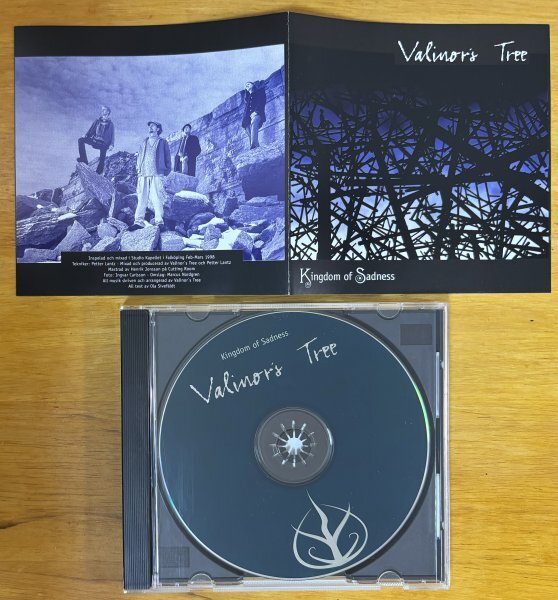 Valinor's Tree
Kingdom of Sadness
Inspelad och mixad i Studio Kapellet i Falköping Feb-Mars 1998
Tekniker: Petter Lantz - Mixad och producerad av Valinor's Tree och Petter Lantz
Mastrad av Henrik Jonsson på Cutting Room
Foto: Ingvar Carlsson - Omslag: Marcus Nordgren
All musik skriven och arrangerad av Valinor's Tree
All text av Ola Sivefäldt
Kingdom of Sadness
Valinor's Tree